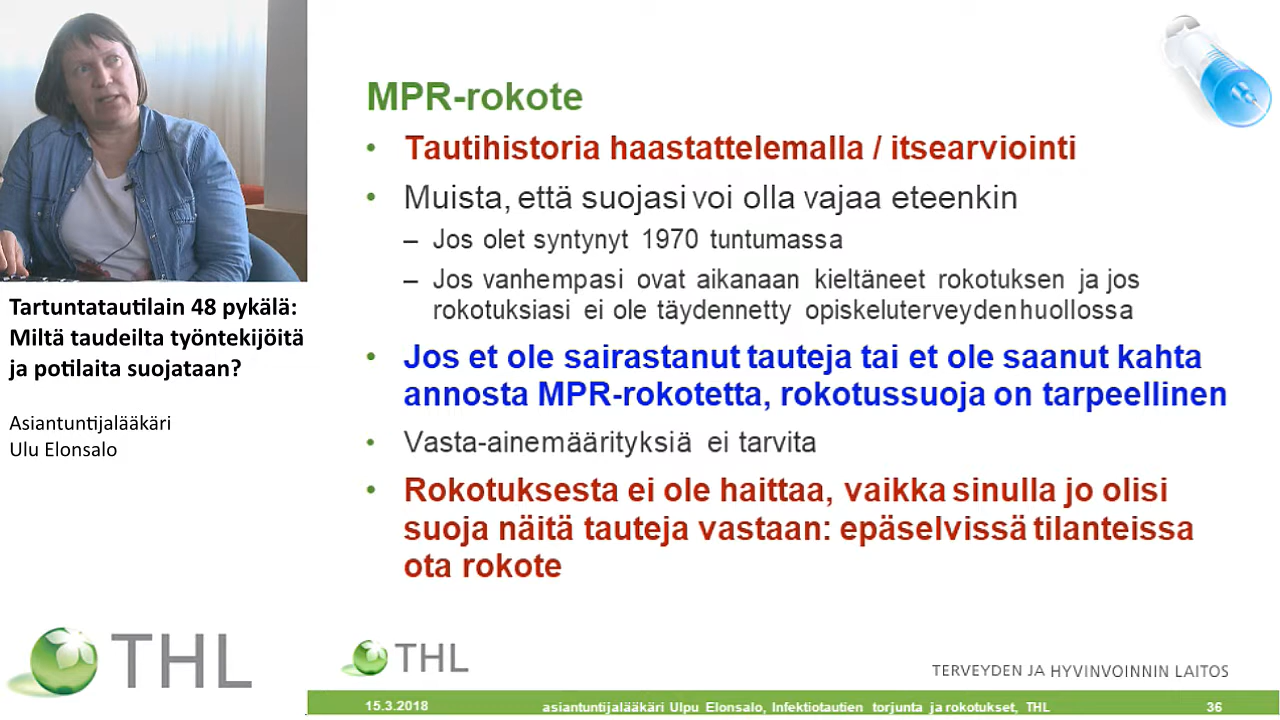 MPR-rokote
• Tautihistoria haastattelemalla / itsearviointi
• Muista, että suojasi voi olla vajaa eteenkin
– Jos olet syntynyt 1970 tuntumassa
– Jos vanhempasi ovat aikanaan kieltäneet rokotuksen ja jos
rokotuksiasi ei ole täydennetty opiskeluterveydenhuollossa
• Jos et ole sairastanut tauteja tai et ole saanut kahta
annosta MPR-rokotetta, rokotussuoja on tarpeellinen
• Vasta-ainemäärityksiä ei tarvita
• Rokotuksesta ei ole haittaa, vaikka sinulla jo olisi
suoja näitä tauteja vastaan: epäselvissä tilanteissa
ota rokote
Tartuntatautilain 48 pykälä:
Miltä taudeilta työntekijöitä
ja potilaita suojataan?
Asiantuntijalääkäri
Ulu Elonsalo
THL
THL
TERVEYDEN JA HYVINVOINNIN LAITOS
15.3.2018
asiantuntijalääkäri Ulpu Elonsalo, Infektiotautien torjunta ja rokotukset, THL
36